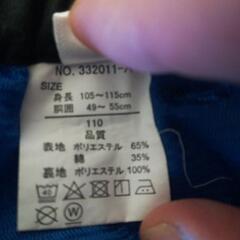 NO. 332011-A
SIZE
身長 105〜115cm
胴囲 49〜55cm
110
品質
表地 ポリエステル 65%
綿 35%
裏地 ポリエステル 100%
40
W